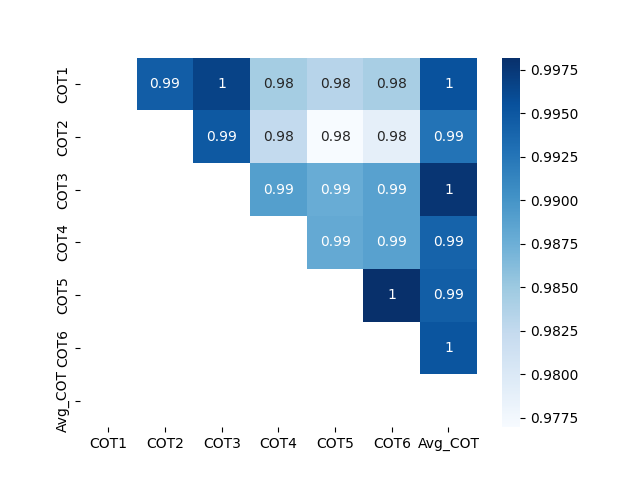 COT1 0.99 1 0.98 0.98 0.98 1
COT2 0.99 0.98 0.98 0.98 0.99
COT3 0.99 0.99 0.99 1
COT4 0.99 0.99 0.99
COT5 1 0.99
COT6 1
Avg_COT
COT1 COT2 COT3 COT4 COT5 COT6 Avg_COT
0.9975
0.9950
0.9925
0.9900
0.9875
0.9850
0.9825
0.9800
0.9775